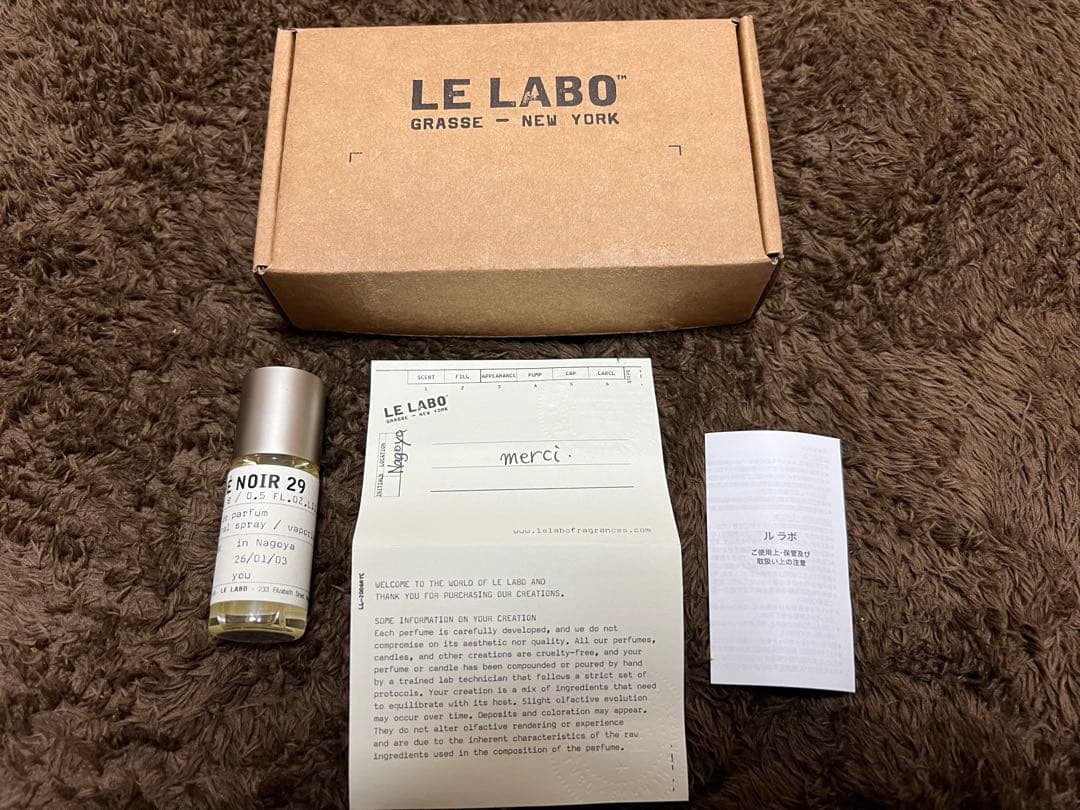 LE LABO™
GRASSE — NEW YORK
É NOIR 29
/ 0.5 FL.OZ.
parfum
spray /
in Nagoya
26/01/03
you
LE LABO - 233 Elizabeth
SCENT FILL APPEARANCE PUMP CAP LABEL
1 2 3 4 5 6
LE LABO
GRASSE — NEW YORK
INITIALS LOCATION
Nagoya
merci.
www.lelabofragrances.com
WELCOME TO THE WORLD OF LE LABO AND
THANK YOU FOR PURCHASING OUR CREATIONS.
SOME INFORMATION ON YOUR CREATION
Each perfume is carefully developed, and we do not
compromise on its aesthetic nor quality. All our perfumes,
candles, and other creations are cruelty-free, and your
perfume or candle has been compounded or poured by hand
by a trained lab technician that follows a strict set of
protocols. Your creation is a mix of ingredients that need
to equilibrate with its host. Slight olfactive evolution
may occur over time. Deposits and coloration may appear.
They do not alter olfactive rendering or experience
and are due to the inherent characteristics of the raw
ingredients used in the composition of the perfume.
ル ラボ
ご使用上・保管及び
取扱い上の注意